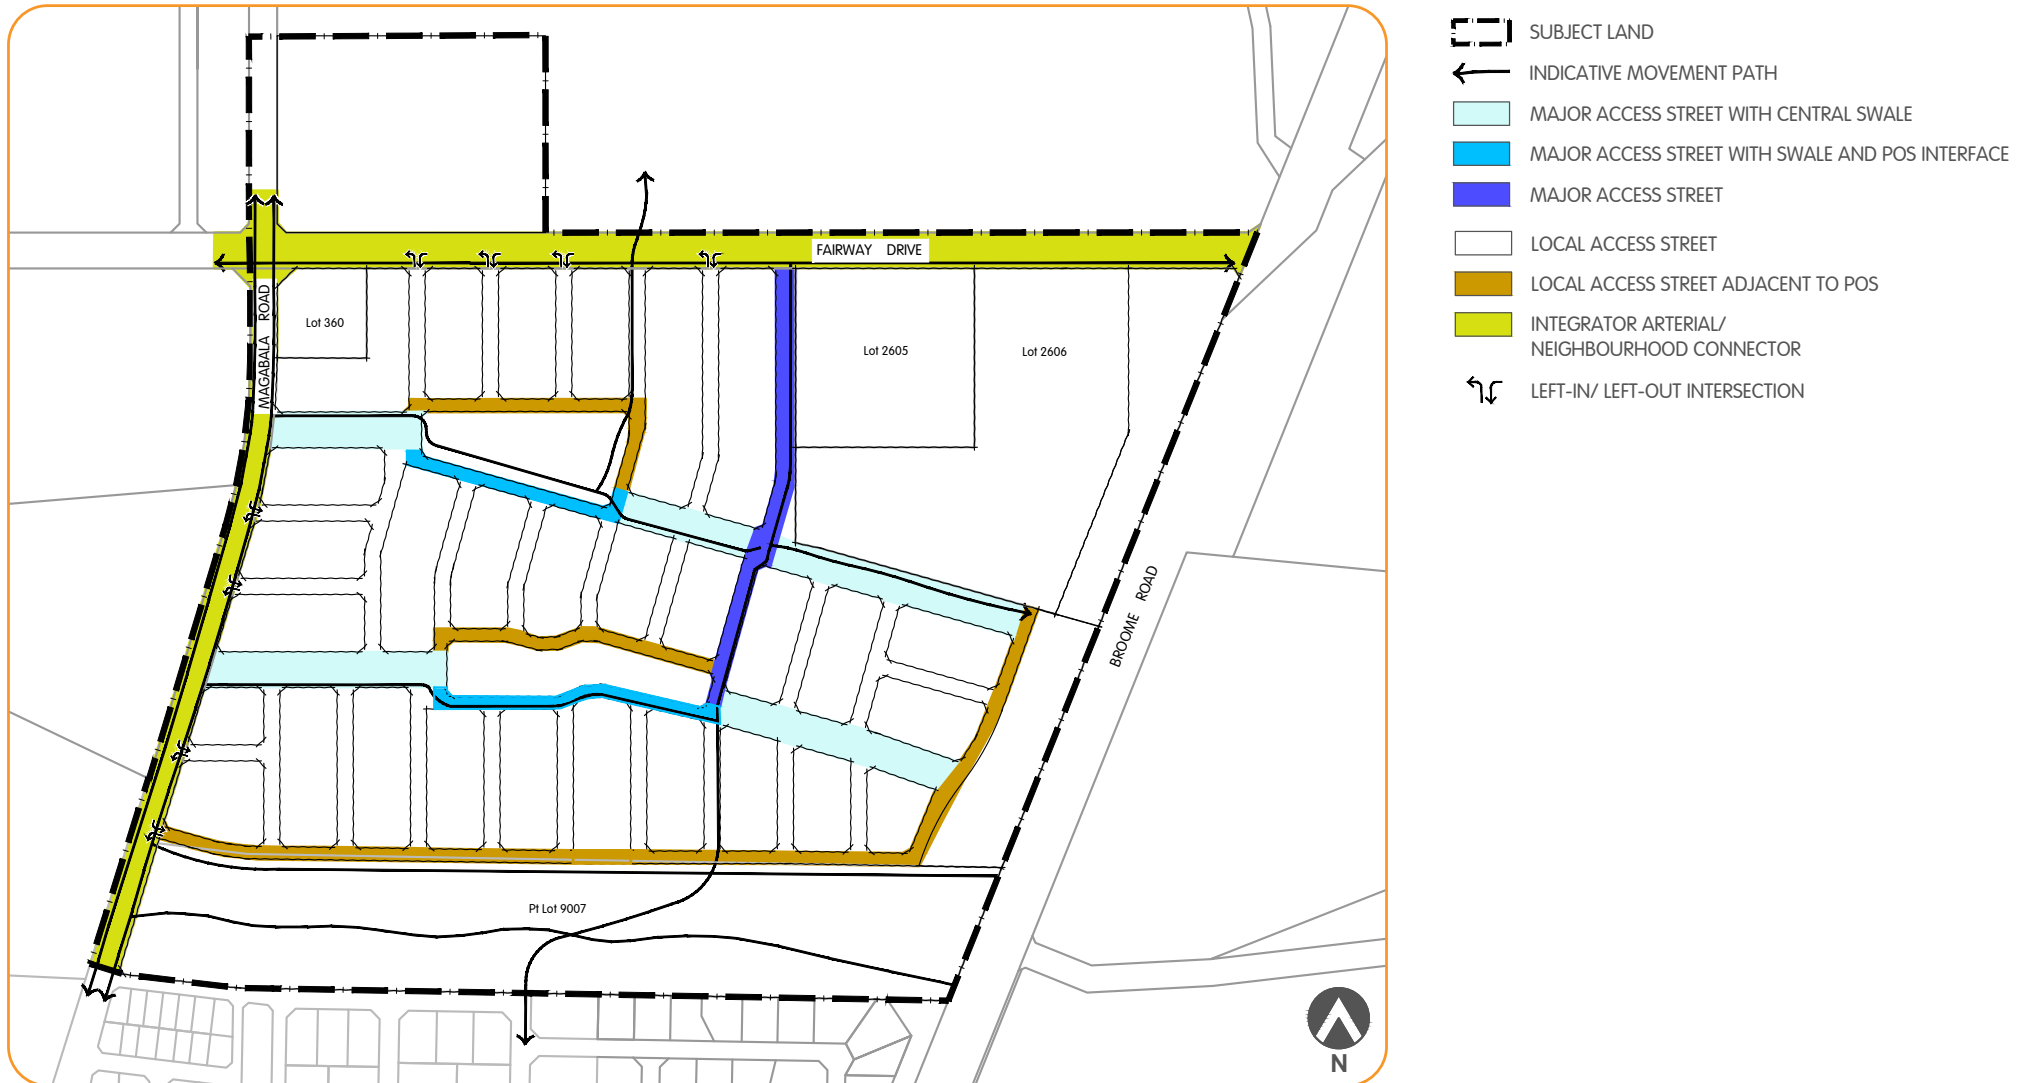 SUBJECT LAND
INDICATIVE MOVEMENT PATH
MAJOR ACCESS STREET WITH CENTRAL SWALE
MAJOR ACCESS STREET WITH SWALE AND POS INTERFACE
MAJOR ACCESS STREET
LOCAL ACCESS STREET
LOCAL ACCESS STREET ADJACENT TO POS
INTEGRATOR ARTERIAL/
NEIGHBOURHOOD CONNECTOR
LEFT-IN/ LEFT-OUT INTERSECTION
FAIRWAY DRIVE
MAGABALA ROAD
Lot 360
Lot 2605
Lot 2606
BROOME ROAD
Pt Lot 9007
N